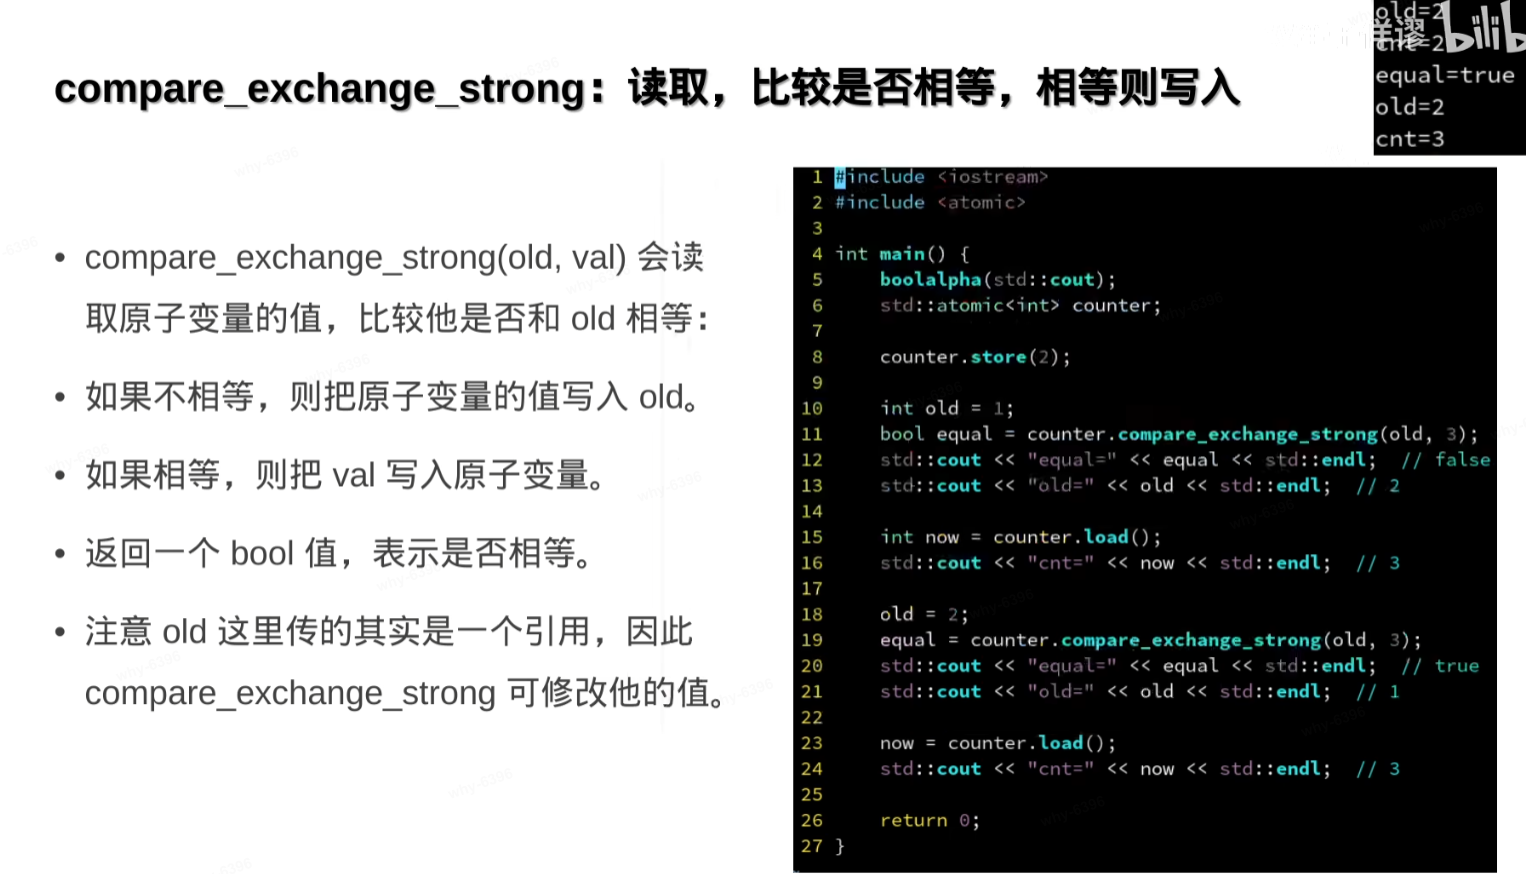 old=2
cnt=2
equal=true
old=2
cnt=3
compare_exchange_strong：读取，比较是否相等，相等则写入
• compare_exchange_strong(old, val) 会读
取原子变量的值，比较他是否和 old 相等：
• 如果不相等，则把原子变量的值写入 old。
• 如果相等，则把 val 写入原子变量。
• 返回一个 bool 值，表示是否相等。
• 注意 old 这里传的其实是一个引用，因此
compare_exchange_strong 可修改他的值。
1 #include <iostream>
2 #include <atomic>
3
4 int main() {
5     boolalpha(std::cout);
6     std::atomic<int> counter;
7
8     counter.store(2);
9
10     int old = 1;
11     bool equal = counter.compare_exchange_strong(old, 3);
12     std::cout << "equal=" << equal << std::endl;  // false
13     std::cout << "old=" << old << std::endl;  // 2
14
15     int now = counter.load();
16     std::cout << "cnt=" << now << std::endl;  // 3
17
18     old = 2;
19     equal = counter.compare_exchange_strong(old, 3);
20     std::cout << "equal=" << equal << std::endl;  // true
21     std::cout << "old=" << old << std::endl;  // 1
22
23     now = counter.load();
24     std::cout << "cnt=" << now << std::endl;  // 3
25
26     return 0;
27 }
why-6396